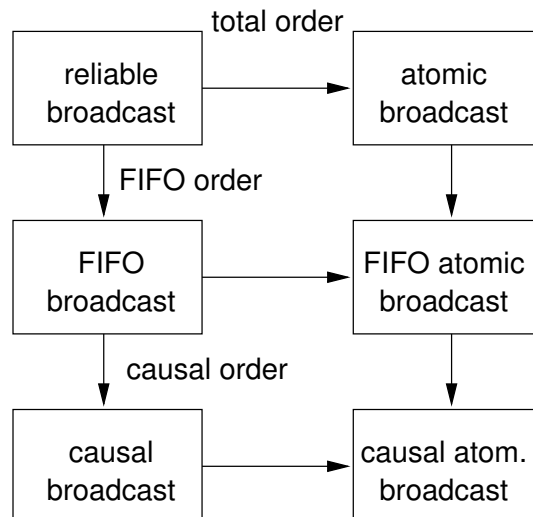 total order
reliable
broadcast
atomic
broadcast
FIFO order
FIFO
broadcast
FIFO atomic
broadcast
causal order
causal
broadcast
causal atom.
broadcast